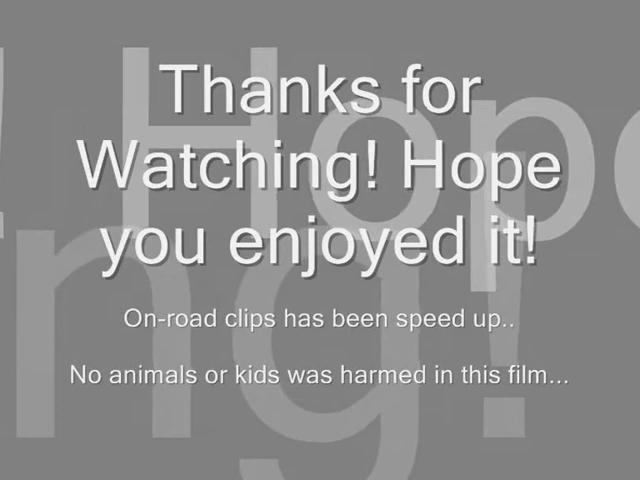 Thanks for
Watching! Hope
you enjoyed it!
On-road clips has been speed up..
No animals or kids was harmed in this film...